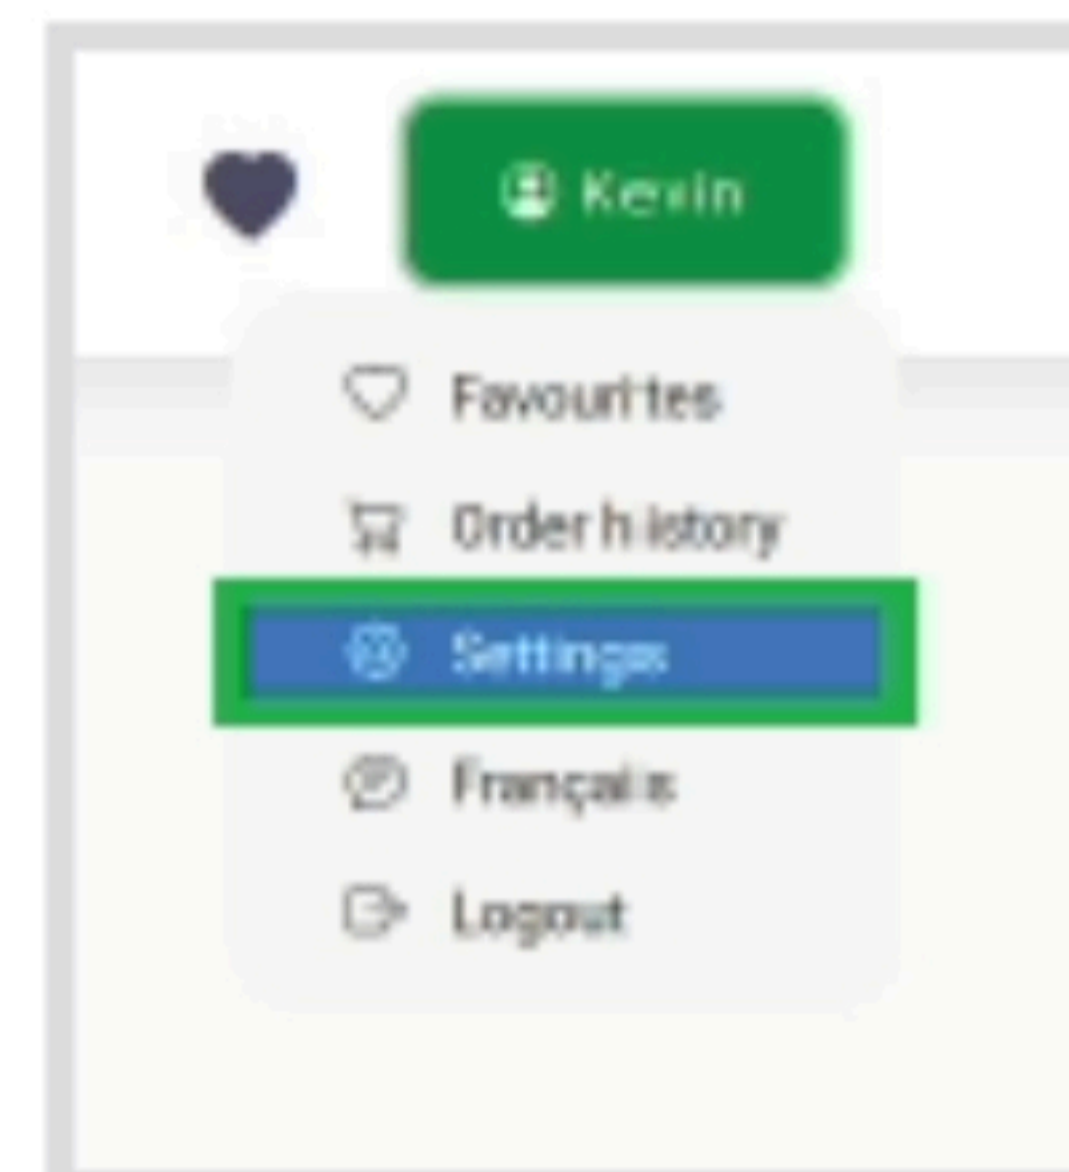 Kevin
Favourites
Order history
Settings
Français
Logout